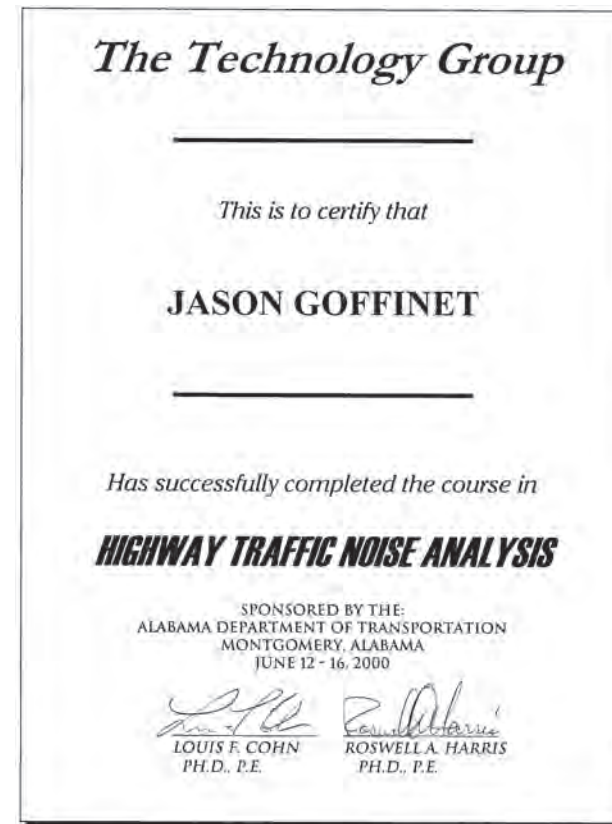 The Technology Group
This is to certify that
JASON GOFFINET
Has successfully completed the course in
HIGHWAY TRAFFIC NOISE ANALYSIS
SPONSORED BY THE:
ALABAMA DEPARTMENT OF TRANSPORTATION
MONTGOMERY, ALABAMA
JUNE 12 - 16, 2000
LOUIS F. COHN
PH.D., P.E.
ROSWELL A. HARRIS
PH.D., P.E.